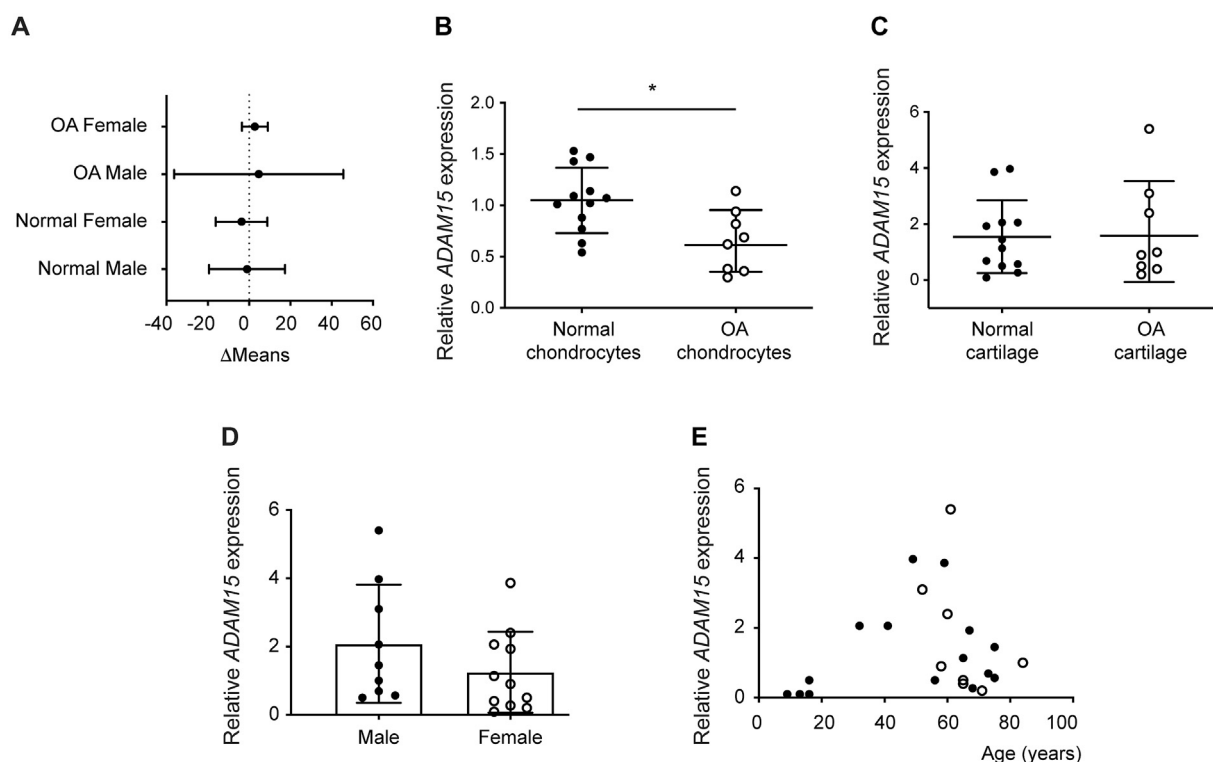 A
OA Female
OA Male
Normal Female
Normal Male
-40 -20 0 20 40 60
ΔMeans
B
Relative ADAM15 expression
2.0
1.5
1.0
0.5
0.0
*
Normal chondrocytes
OA chondrocytes
C
Relative ADAM15 expression
6
4
2
0
Normal cartilage
OA cartilage
D
Relative ADAM15 expression
6
4
2
0
Male Female
E
Relative ADAM15 expression
6
4
2
0
0 20 40 60 80 100
Age (years)